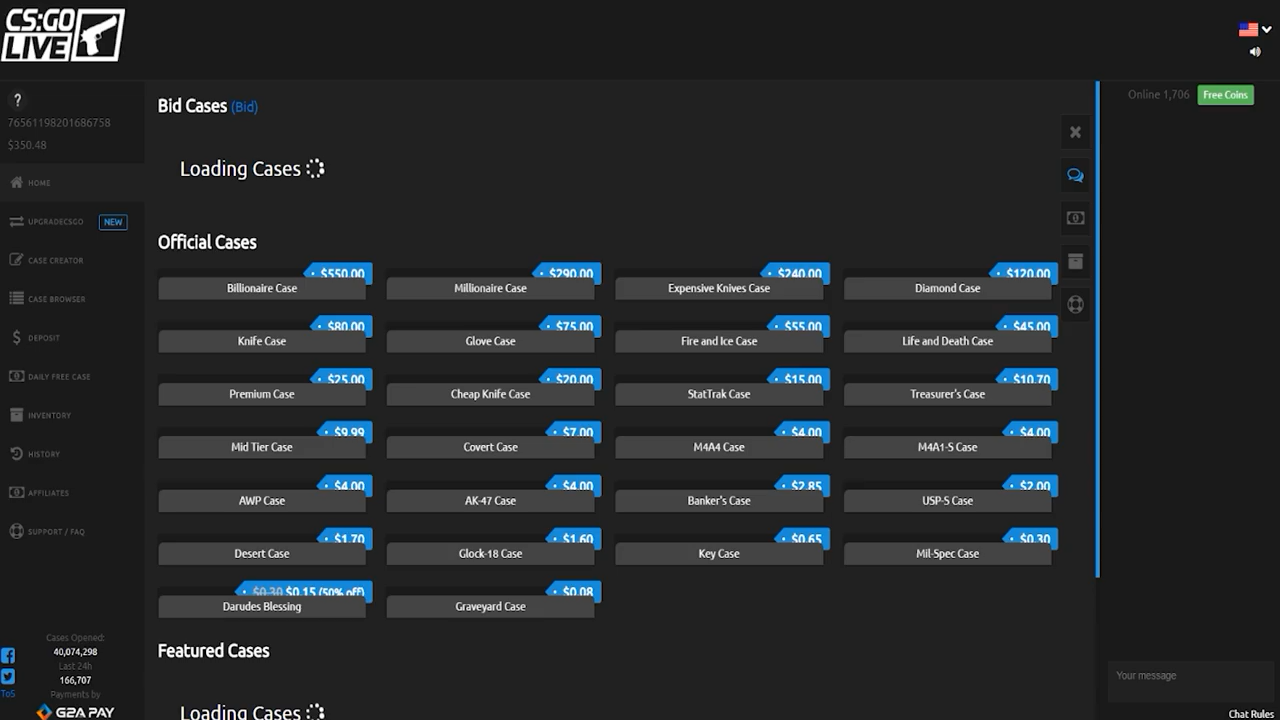 CS:GO
LIVE
Online 1,706
Free Coins
?
76561198201686758
$350.48
HOME
UPGRADECSGO NEW
CASE CREATOR
CASE BROWSER
DEPOSIT
DAILY FREE CASE
INVENTORY
HISTORY
AFFILIATES
SUPPORT / FAQ
Cases Opened:
40,074,298
Last 24h
166,707
Payments by
G2A PAY
ToS
Bid Cases (Bid)
Loading Cases
Official Cases
$550.00
Billionaire Case
$290.00
Millionaire Case
$240.00
Expensive Knives Case
$120.00
Diamond Case
$80.00
Knife Case
$75.00
Glove Case
$55.00
Fire and Ice Case
$45.00
Life and Death Case
$25.00
Premium Case
$20.00
Cheap Knife Case
$15.00
StatTrak Case
$10.70
Treasurer's Case
$9.99
Mid Tier Case
$7.00
Covert Case
$4.00
M4A4 Case
$4.00
M4A1-S Case
$4.00
AWP Case
$4.00
AK-47 Case
$2.85
Banker's Case
$2.00
USP-S Case
$1.70
Desert Case
$1.60
Glock-18 Case
$0.65
Key Case
$0.30
Mil-Spec Case
$0.30 $0.15 (50% off)
Darudes Blessing
$0.08
Graveyard Case
Featured Cases
Loading Cases
Your message
Chat Rules